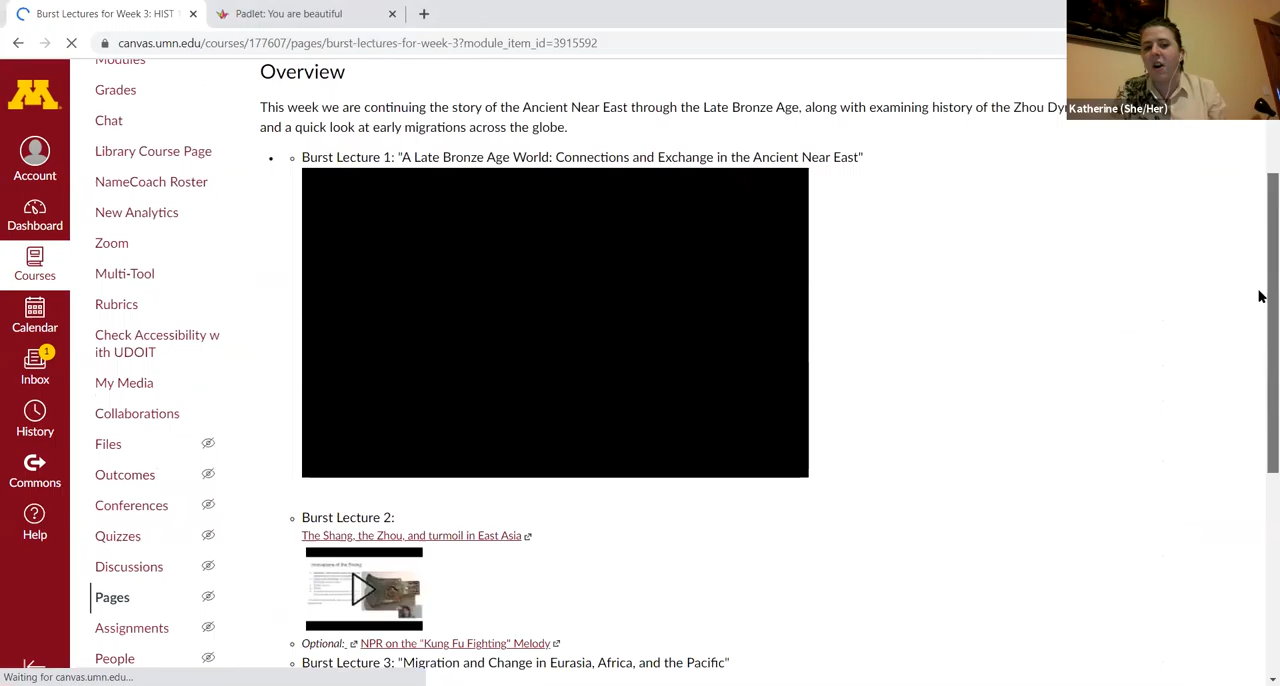 Burst Lectures for Week 3: HIST
Padlet: You are beautiful
canvas.umn.edu/courses/177607/pages/burst-lectures-for-week-3?module_item_id=3915592
Katherine (She/Her)
M
Account
Dashboard
Courses
Calendar
1
Inbox
History
Commons
Help
Modules
Grades
Chat
Library Course Page
NameCoach Roster
New Analytics
Zoom
Multi-Tool
Rubrics
Check Accessibility w
ith UDOIT
My Media
Collaborations
Files
Outcomes
Conferences
Quizzes
Discussions
Pages
Assignments
People
Overview
This week we are continuing the story of the Ancient Near East through the Late Bronze Age, along with examining history of the Zhou
and a quick look at early migrations across the globe.
Burst Lecture 1: "A Late Bronze Age World: Connections and Exchange in the Ancient Near East"
Burst Lecture 2:
The Shang, the Zhou, and turmoil in East Asia
Optional: NPR on the "Kung Fu Fighting" Melody
Burst Lecture 3: "Migration and Change in Eurasia, Africa, and the Pacific"
Waiting for canvas.umn.edu...